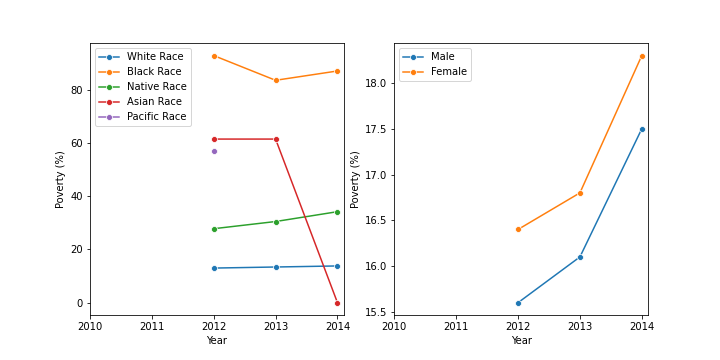 White Race
Black Race
Native Race
Asian Race
Pacific Race
80
60
40
20
0
Poverty (%)
2010 2011 2012 2013 2014
Year
Male
Female
18.0
17.5
17.0
16.5
16.0
15.5
Poverty (%)
2010 2011 2012 2013 2014
Year